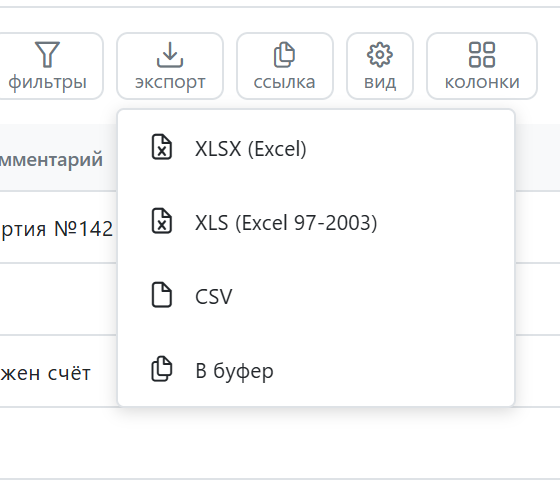 фильтры экспорт ссылка вид колонки
мментарий
XLSX (Excel)
ртия №142
XLS (Excel 97-2003)
CSV
жен счёт
В буфер